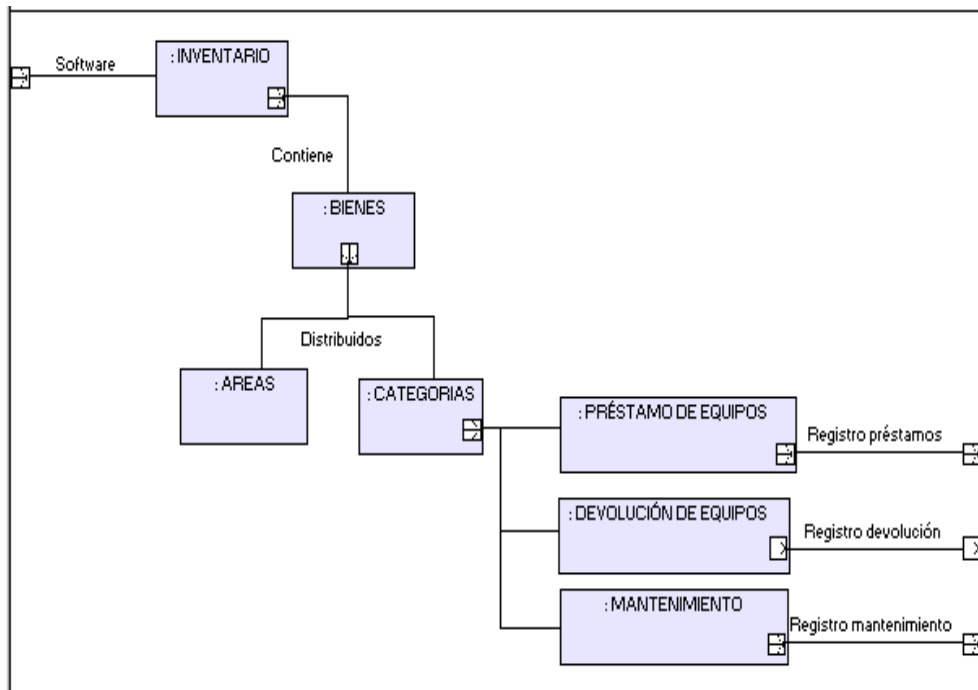 Software
: INVENTARIO
Contiene
: BIENES
Distribuidos
: AREAS
: CATEGORIAS
: PRÉSTAMO DE EQUIPOS
Registro préstamos
: DEVOLUCIÓN DE EQUIPOS
Registro devolución
: MANTENIMIENTO
Registro mantenimiento